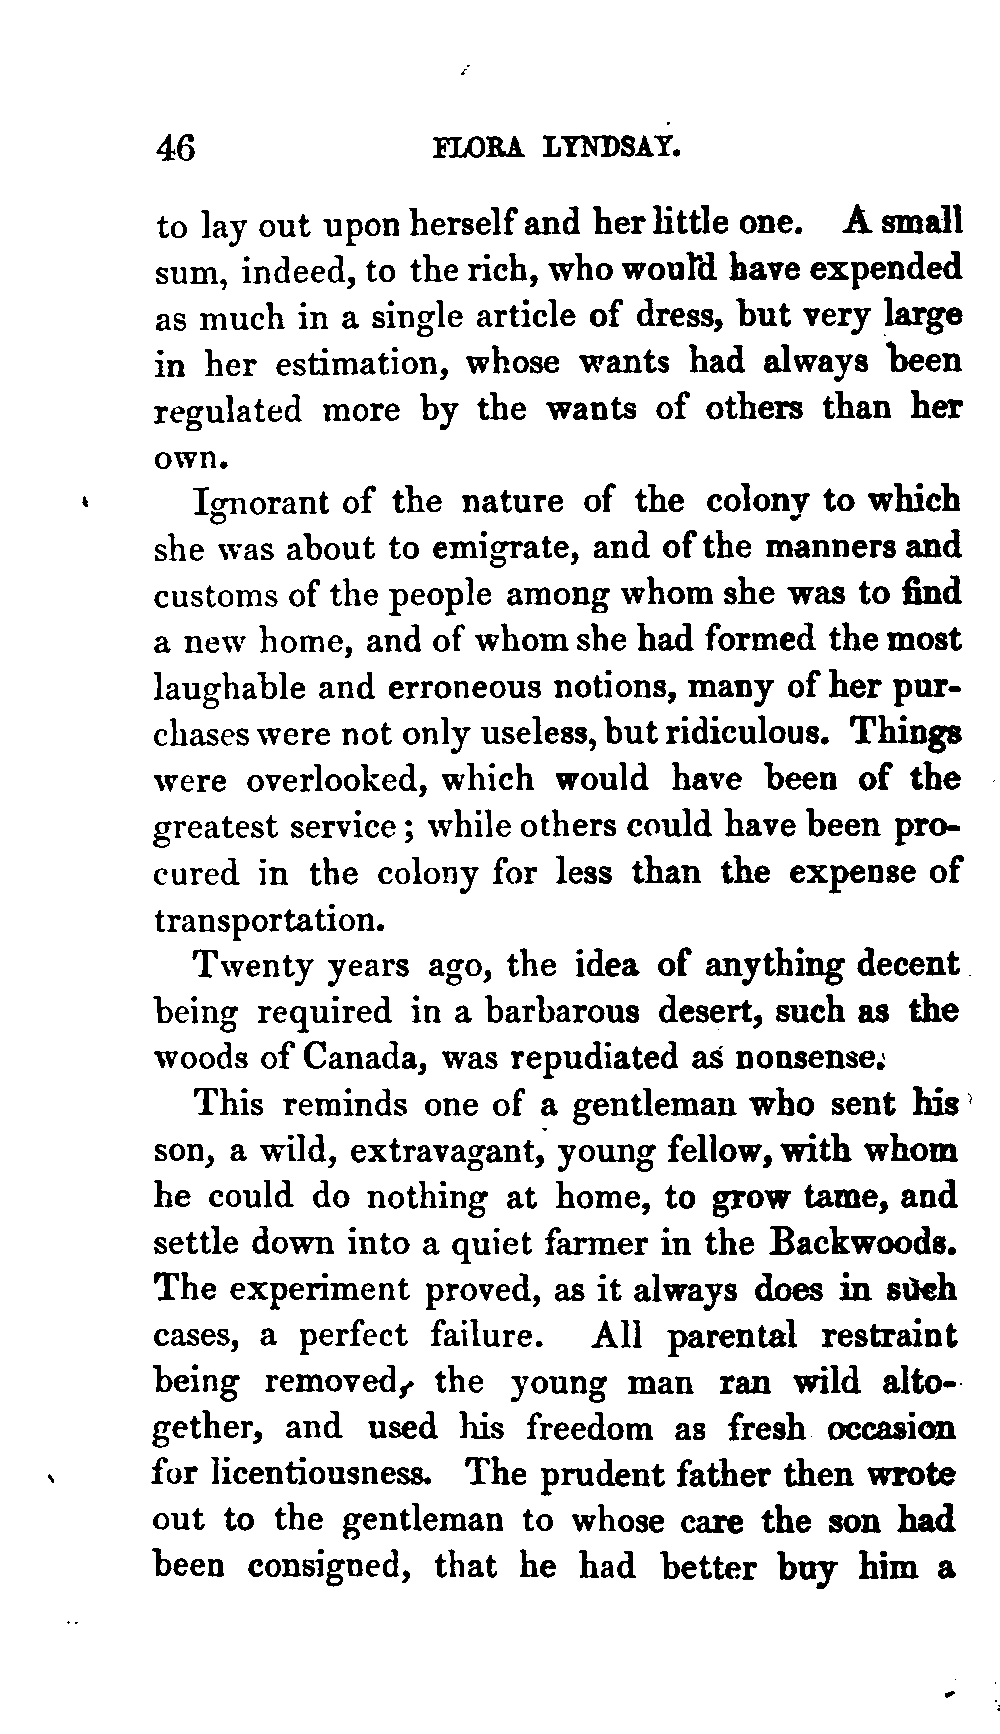 46 FLORA LYNDSAY.
to lay out upon herself and her little one. A small
sum, indeed, to the rich, who would have expended
as much in a single article of dress, but very large
in her estimation, whose wants had always been
regulated more by the wants of others than her
own.
Ignorant of the nature of the colony to which
she was about to emigrate, and of the manners and
customs of the people among whom she was to find
a new home, and of whom she had formed the most
laughable and erroneous notions, many of her pur-
chases were not only useless, but ridiculous. Things
were overlooked, which would have been of the
greatest service; while others could have been pro-
cured in the colony for less than the expense of
transportation.
Twenty years ago, the idea of anything decent
being required in a barbarous desert, such as the
woods of Canada, was repudiated as nonsense.
This reminds one of a gentleman who sent his
son, a wild, extravagant, young fellow, with whom
he could do nothing at home, to grow tame, and
settle down into a quiet farmer in the Backwoods.
The experiment proved, as it always does in such
cases, a perfect failure. All parental restraint
being removed, the young man ran wild alto-
gether, and used his freedom as fresh occasion
for licentiousness. The prudent father then wrote
out to the gentleman to whose care the son had
been consigned, that he had better buy him a